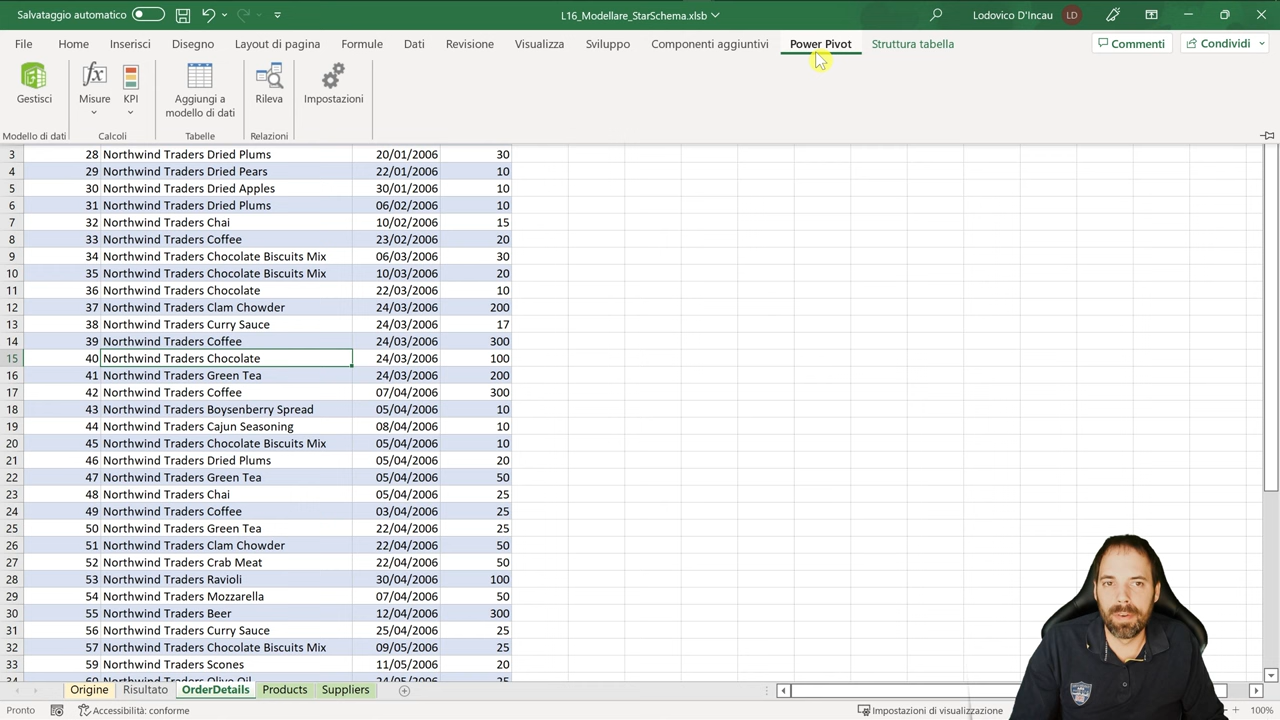 Salvataggio automatico
L16_Modellare_StarSchema.xlsb
Lodovico D'Incau LD
File Home Inserisci Disegno Layout di pagina Formule Dati Revisione Visualizza Sviluppo Componenti aggiuntivi Power Pivot Struttura tabella Commenti Condividi
Gestisci Misure KPI Aggiungi a modello di dati Rileva Impostazioni
Modello di dati Calcoli Tabelle Relazioni
3 28 Northwind Traders Dried Plums 20/01/2006 30
4 29 Northwind Traders Dried Pears 22/01/2006 10
5 30 Northwind Traders Dried Apples 30/01/2006 10
6 31 Northwind Traders Dried Plums 06/02/2006 10
7 32 Northwind Traders Chai 10/02/2006 15
8 33 Northwind Traders Coffee 23/02/2006 20
9 34 Northwind Traders Chocolate Biscuits Mix 06/03/2006 30
10 35 Northwind Traders Chocolate Biscuits Mix 10/03/2006 20
11 36 Northwind Traders Chocolate 22/03/2006 10
12 37 Northwind Traders Clam Chowder 24/03/2006 200
13 38 Northwind Traders Curry Sauce 24/03/2006 17
14 39 Northwind Traders Coffee 24/03/2006 300
15 40 Northwind Traders Chocolate 24/03/2006 100
16 41 Northwind Traders Green Tea 24/03/2006 200
17 42 Northwind Traders Coffee 07/04/2006 300
18 43 Northwind Traders Boysenberry Spread 05/04/2006 10
19 44 Northwind Traders Cajun Seasoning 08/04/2006 10
20 45 Northwind Traders Chocolate Biscuits Mix 05/04/2006 10
21 46 Northwind Traders Dried Plums 05/04/2006 20
22 47 Northwind Traders Green Tea 05/04/2006 50
23 48 Northwind Traders Chai 05/04/2006 25
24 49 Northwind Traders Coffee 03/04/2006 25
25 50 Northwind Traders Green Tea 22/04/2006 25
26 51 Northwind Traders Clam Chowder 22/04/2006 50
27 52 Northwind Traders Crab Meat 22/04/2006 50
28 53 Northwind Traders Ravioli 30/04/2006 100
29 54 Northwind Traders Mozzarella 07/04/2006 50
30 55 Northwind Traders Beer 12/04/2006 300
31 56 Northwind Traders Curry Sauce 25/04/2006 25
32 57 Northwind Traders Chocolate Biscuits Mix 09/05/2006 25
33 59 Northwind Traders Scones 11/05/2006 20
Origine Risultato OrderDetails Products Suppliers
Pronto Accessibilità: conforme Impostazioni di visualizzazione 100%